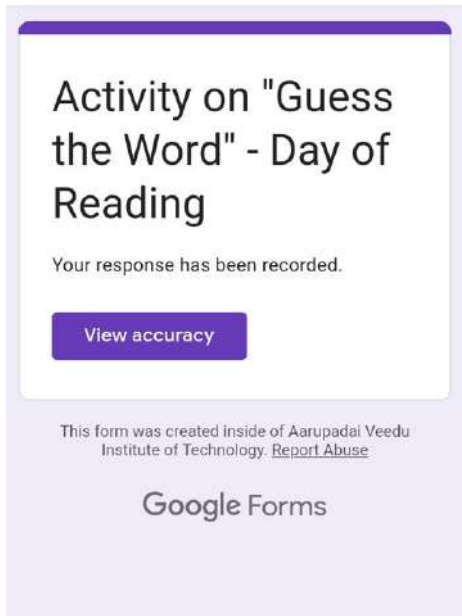 Activity on "Guess
the Word" - Day of
Reading
Your response has been recorded.
View accuracy
This form was created inside of Aarupadai Veedu
Institute of Technology. Report Abuse
Google Forms